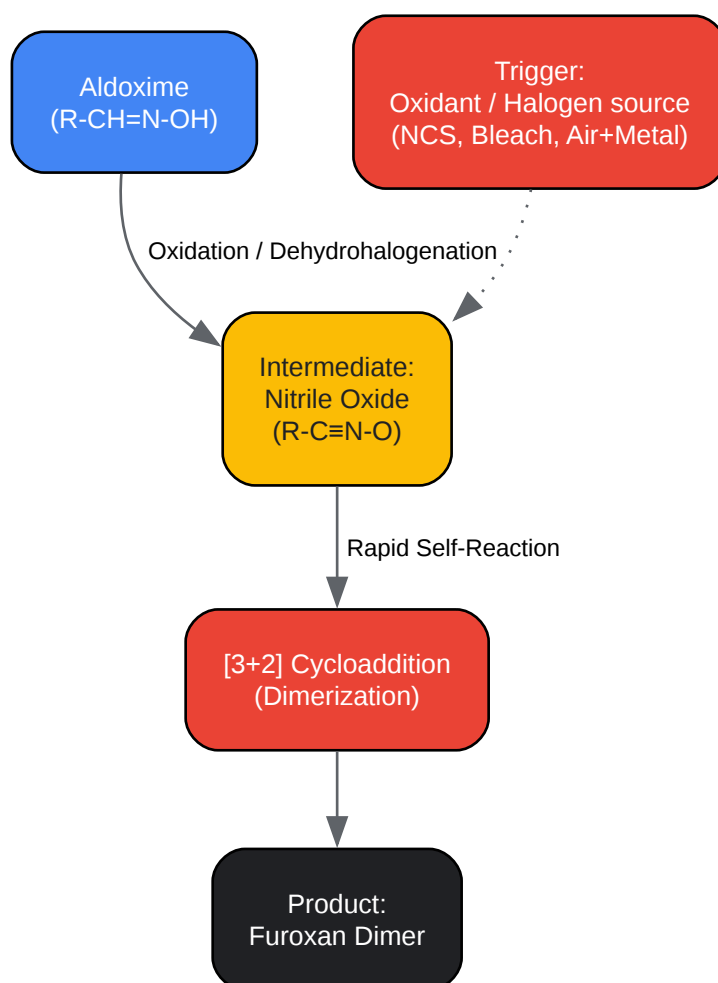 Aldoxime
(R-CH=N-OH)
Trigger:
Oxidant / Halogen source
(NCS, Bleach, Air+Metal)
Oxidation / Dehydrohalogenation
Intermediate:
Nitrile Oxide
(R-C≡N-O)
Rapid Self-Reaction
[3+2] Cycloaddition
(Dimerization)
Product:
Furoxan Dimer